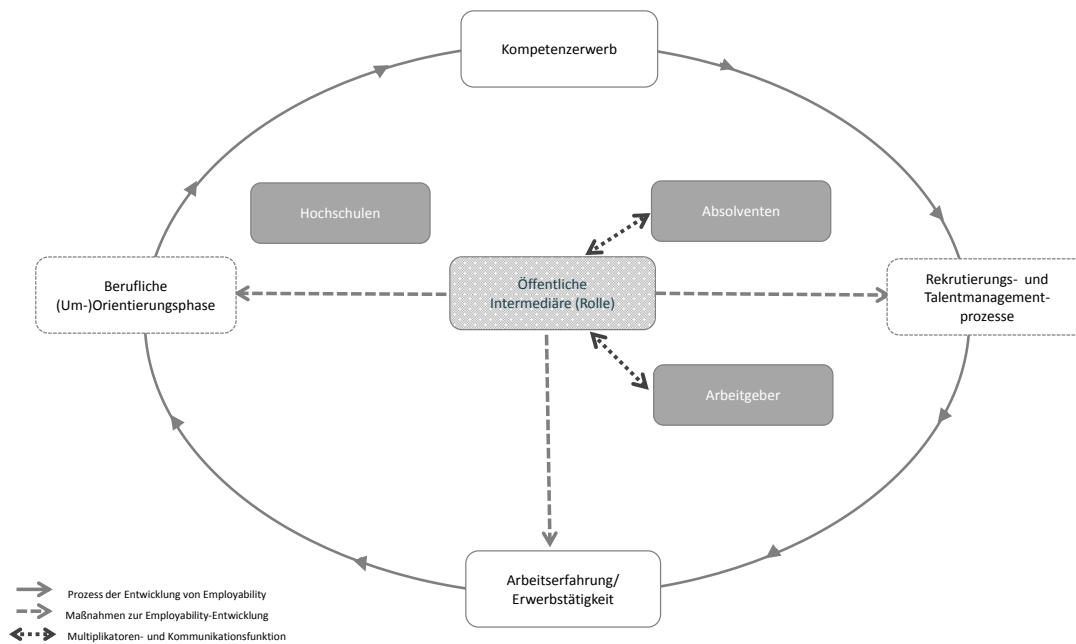 Kompetenzerwerb
Hochschulen
Absolventen
Berufliche
(Um-)Orientierungsphase
Öffentliche
Intermediäre (Rolle)
Rekrutierungs- und
Talentmanagement-
prozesse
Arbeitgeber
Arbeitserfahrung/
Erwerbstätigkeit
Prozess der Entwicklung von Employability
Maßnahmen zur Employability-Entwicklung
Multiplikatoren- und Kommunikationsfunktion